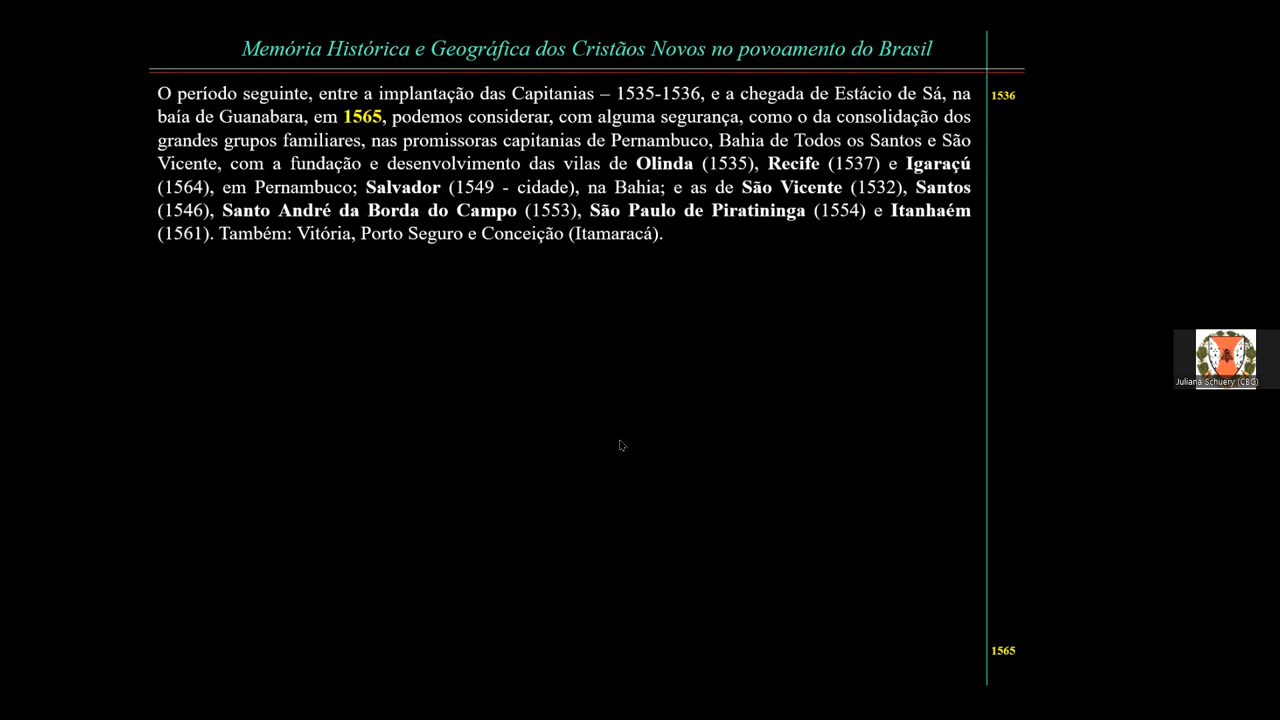 Memória Histórica e Geográfica dos Cristãos Novos no povoamento do Brasil
O período seguinte, entre a implantação das Capitanias – 1535-1536, e a chegada de Estácio de Sá, na
baía de Guanabara, em 1565, podemos considerar, com alguma segurança, como o da consolidação dos
grandes grupos familiares, nas promissoras capitanias de Pernambuco, Bahia de Todos os Santos e São
Vicente, com a fundação e desenvolvimento das vilas de Olinda (1535), Recife (1537) e Igaraçú
(1564), em Pernambuco; Salvador (1549 - cidade), na Bahia; e as de São Vicente (1532), Santos
(1546), Santo André da Borda do Campo (1553), São Paulo de Piratininga (1554) e Itanhaém
(1561). Também: Vitória, Porto Seguro e Conceição (Itamaracá).
1536
1565
Juliana Schuery (CBG)